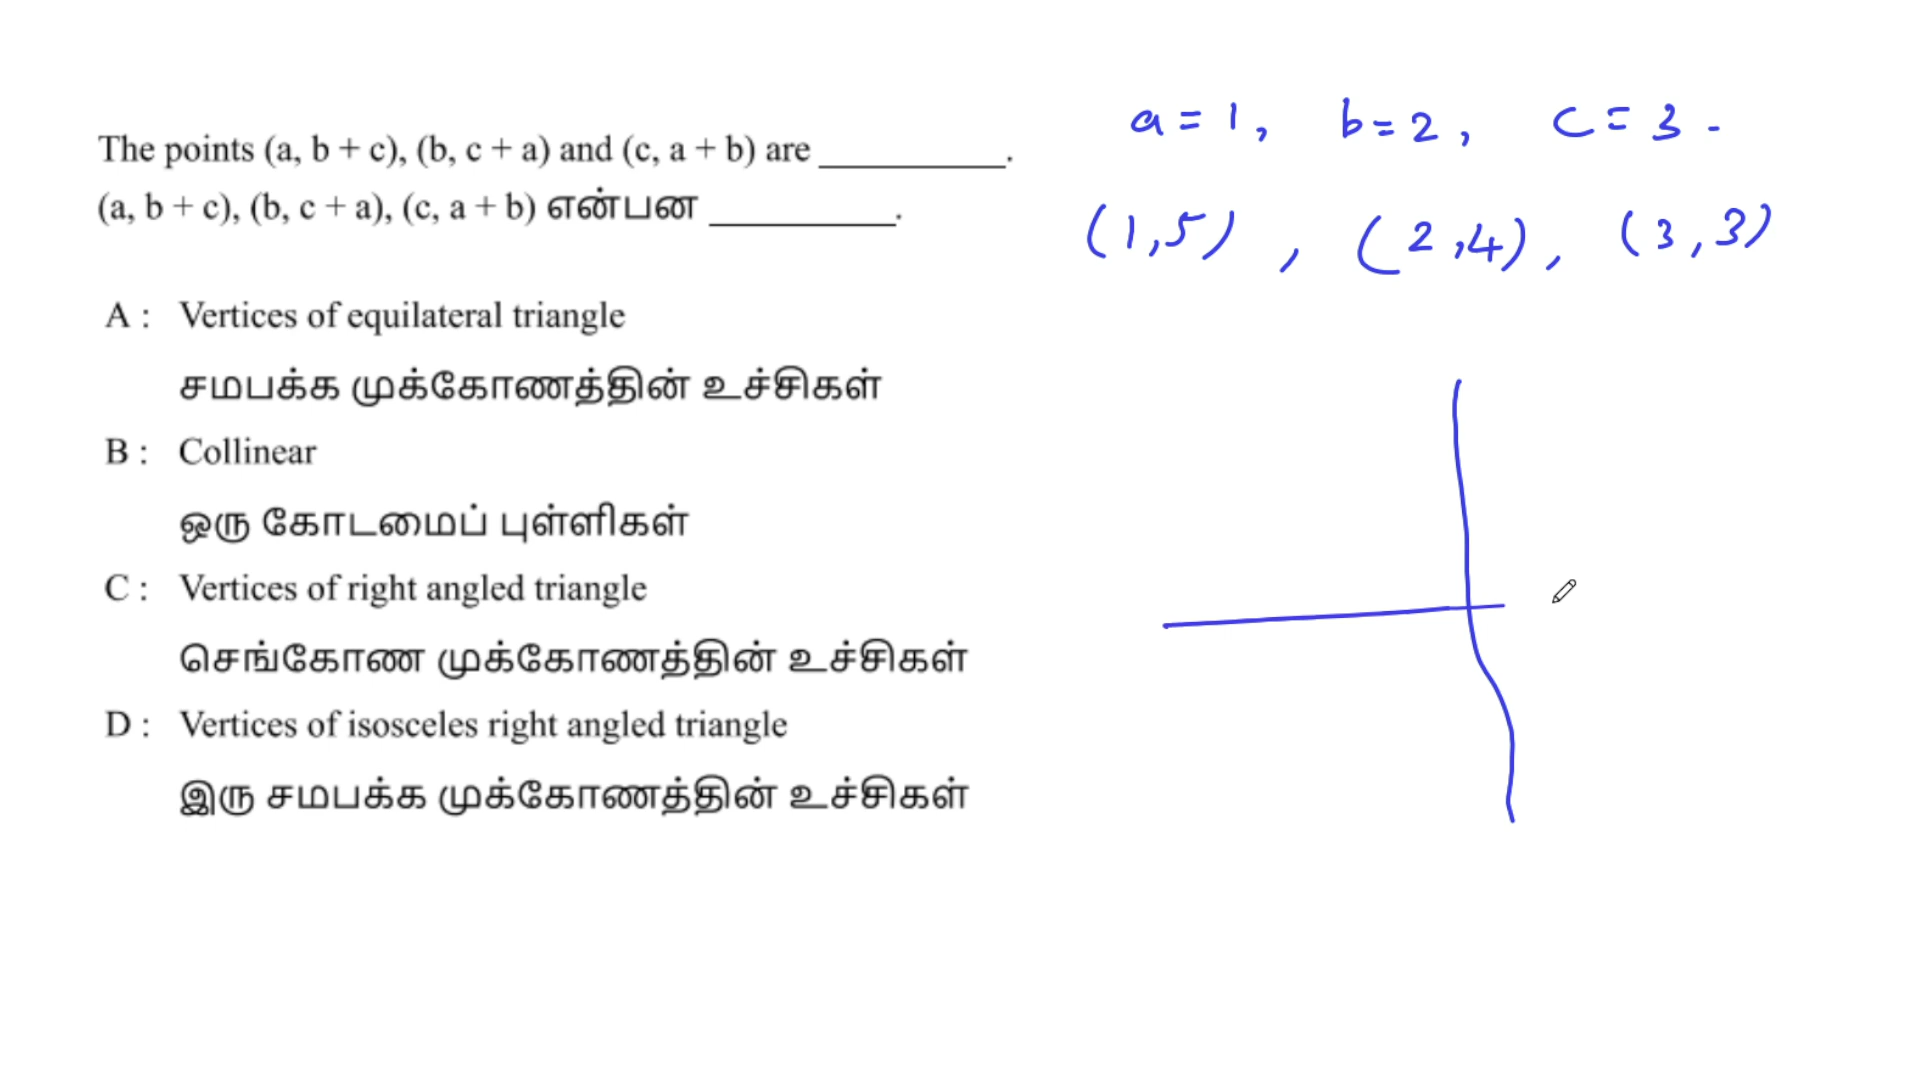 The points (a, b + c), (b, c + a) and (c, a + b) are __________.
(a, b + c), (b, c + a), (c, a + b) என்பன __________.
A : Vertices of equilateral triangle
சமபக்க முக்கோணத்தின் உச்சிகள்
B : Collinear
ஒரு கோடமைப் புள்ளிகள்
C : Vertices of right angled triangle
செங்கோண முக்கோணத்தின் உச்சிகள்
D : Vertices of isosceles right angled triangle
இரு சமபக்க முக்கோணத்தின் உச்சிகள்
a = 1, b = 2, c = 3 .
(1,5) , (2,4), (3,3)